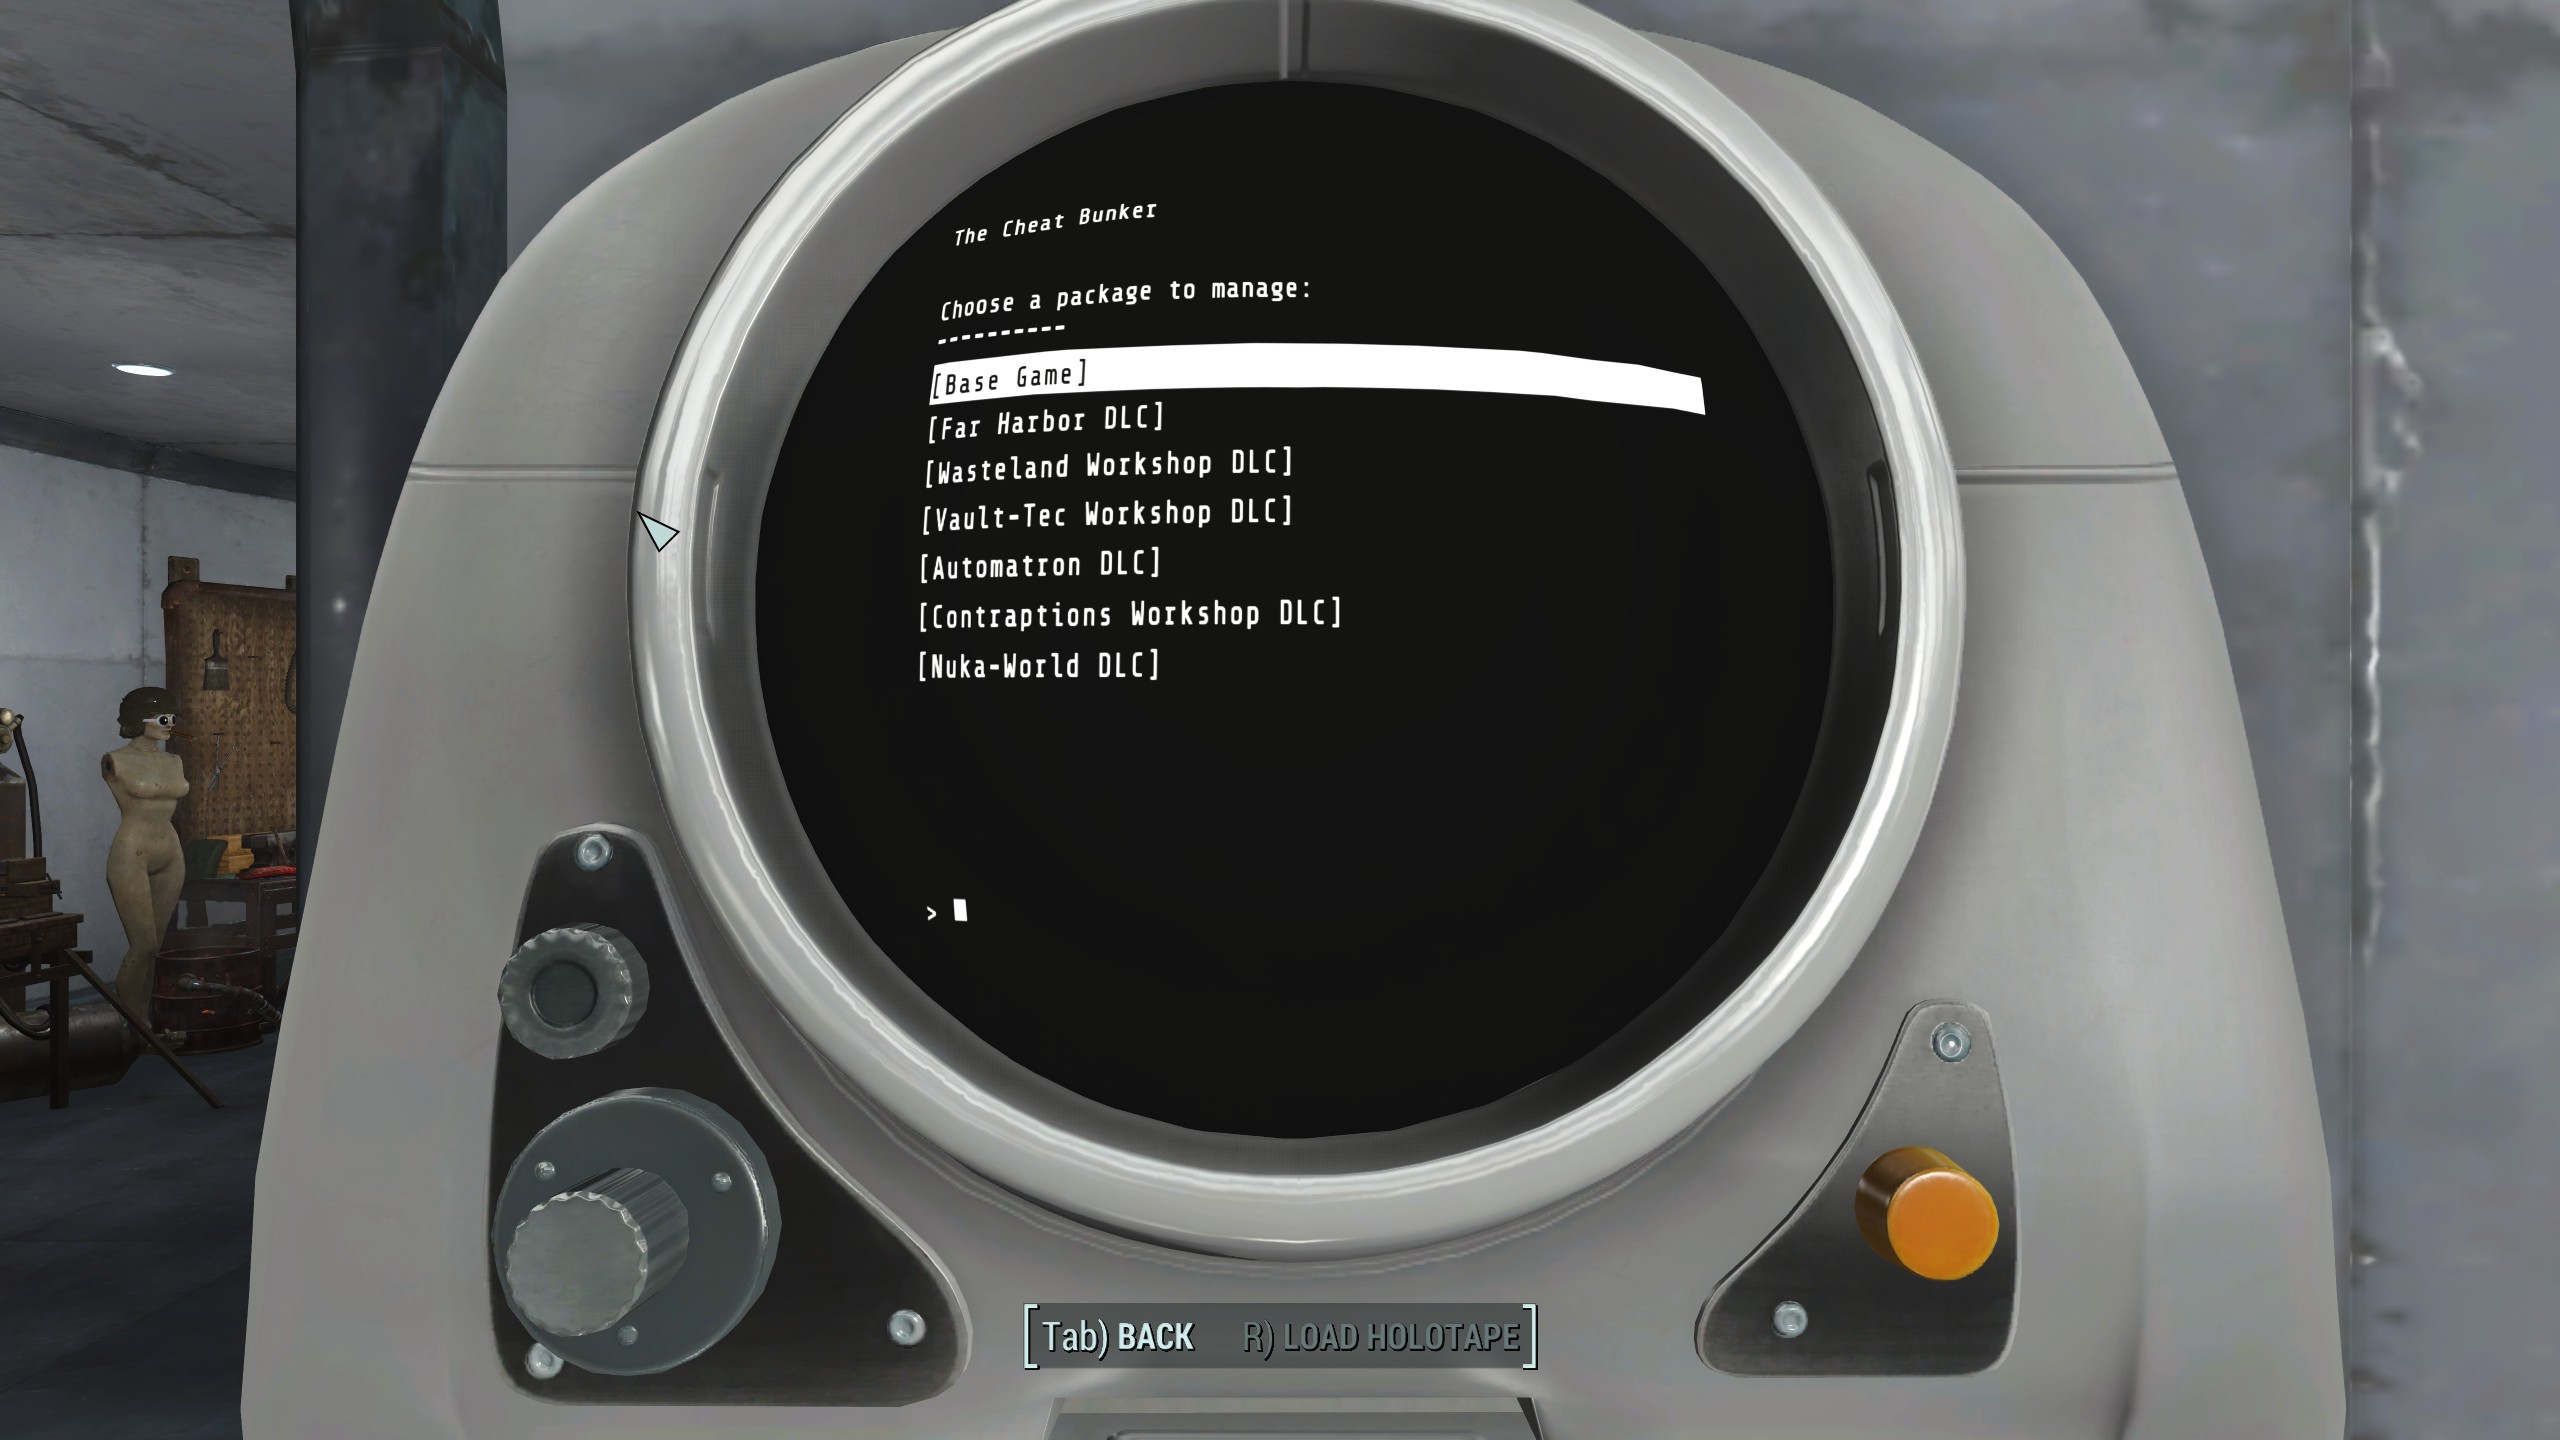 The Cheat Bunker
Choose a package to manage:
----------
[Base Game]
[Far Harbor DLC]
[Wasteland Workshop DLC]
[Vault-Tec Workshop DLC]
[Automatron DLC]
[Contraptions Workshop DLC]
[Nuka-World DLC]
>
[Tab) BACK R) LOAD HOLOTAPE]